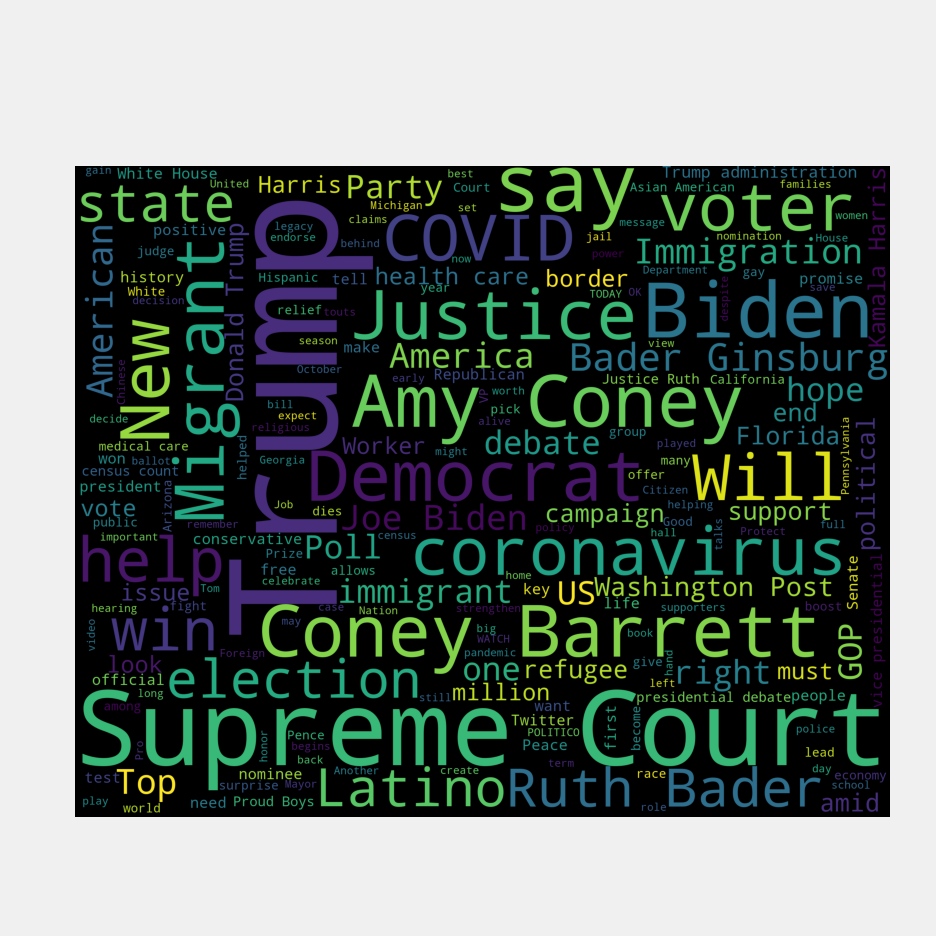 gain
White House
United
Harris
Party
best
Court
set
say
Trump administration
Asian American
families
state
Michigan
claims
voter
women
message
positive
legacy
endorse
behind
COVID
jail
nomination
House
American
judge
Donald Trump
Trump
now
power
Immigration
Kamala Harris
history
White
decision
Migrant
Hispanic
tell
health care
year
border
Department
gay
promise
save
New
relief
touts
TODAY
OK
Justice
Biden
despite
season
make
view
America
Bader Ginsburg
Chinese
October
early
Republican
VP
worth
Justice Ruth
California
hope
end
decide
bill
expect
religious
pick
alive
Amy Coney
medical care
helped
Worker
might
debate
group
played
Florida
won
ballot
census count
Georgia
Democrat
offer
many
Will
Pennsylvania
political
president
Arizona
Job
Citizen
helping
vote
public
remember
dies
Joe Biden
campaign
policy
Good
hall
talks
support
Protect
full
important
conservative
Prize
Poll
census
coronavirus
help
free
celebrate
allows
home
issue
Tom
immigrant
key
US
Washington Post
Senate
hearing
fight
case
Nation
strengthen
life
supporters
boost
video
win
may
Coney Barrett
big
WATCH
book
GOP
vice presidential
look
Foreign
pandemic
give
hand
official
long
election
one
refugee
left
right
must
million
still
presidential debate
people
among
Supreme Court
want
Twitter
POLITICO
Peace
first
become
police
Pro
honor
Pence
begins
back
lead
test
Top
nominee
Another
create
term
race
day
economy
surprise
Mayor
school
play
world
need
Proud Boys
Latino
Ruth Bader
role
amid